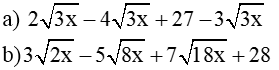 a) 2√3x − 4√3x + 27 − 3√3x
b) 3√2x − 5√8x + 7√18x + 28